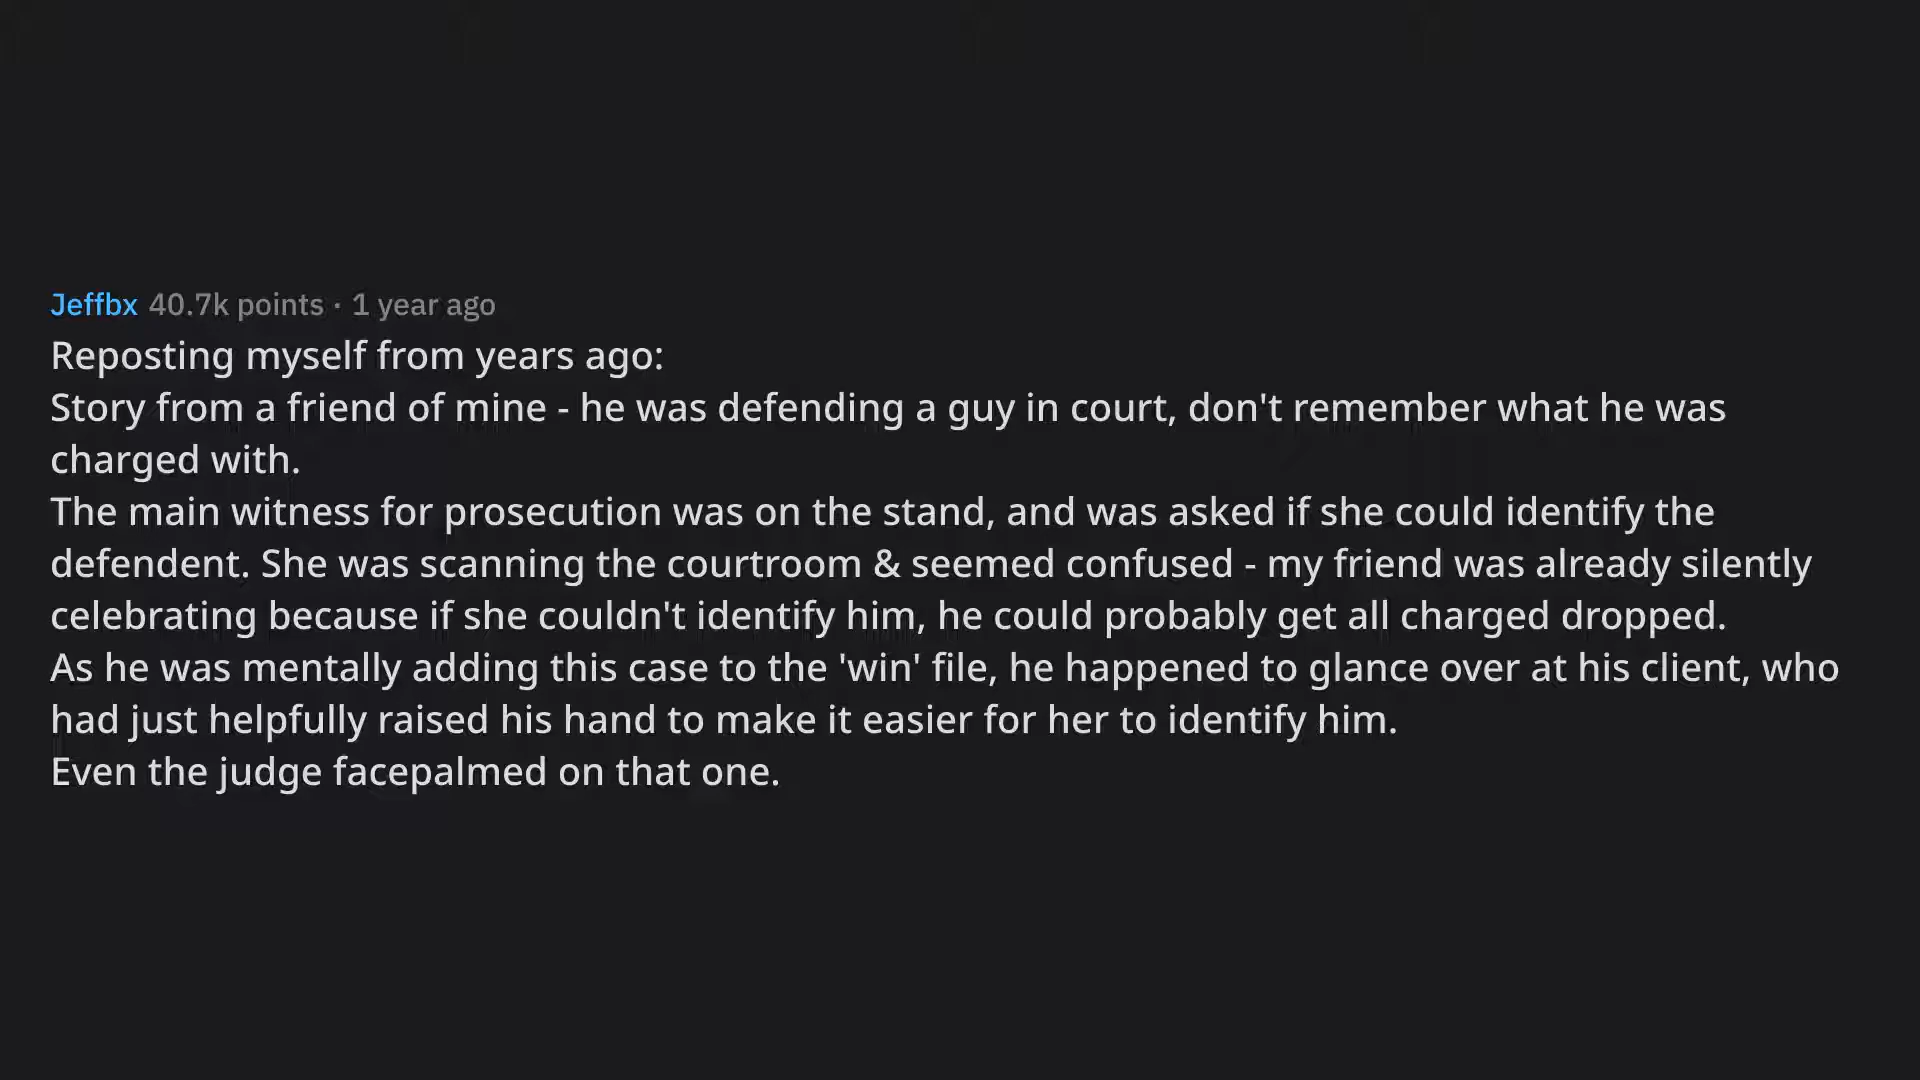 Jeffbx 40.7k points · 1 year ago
Reposting myself from years ago:
Story from a friend of mine - he was defending a guy in court, don't remember what he was
charged with.
The main witness for prosecution was on the stand, and was asked if she could identify the
defendent. She was scanning the courtroom & seemed confused - my friend was already silently
celebrating because if she couldn't identify him, he could probably get all charged dropped.
As he was mentally adding this case to the 'win' file, he happened to glance over at his client, who
had just helpfully raised his hand to make it easier for her to identify him.
Even the judge facepalmed on that one.